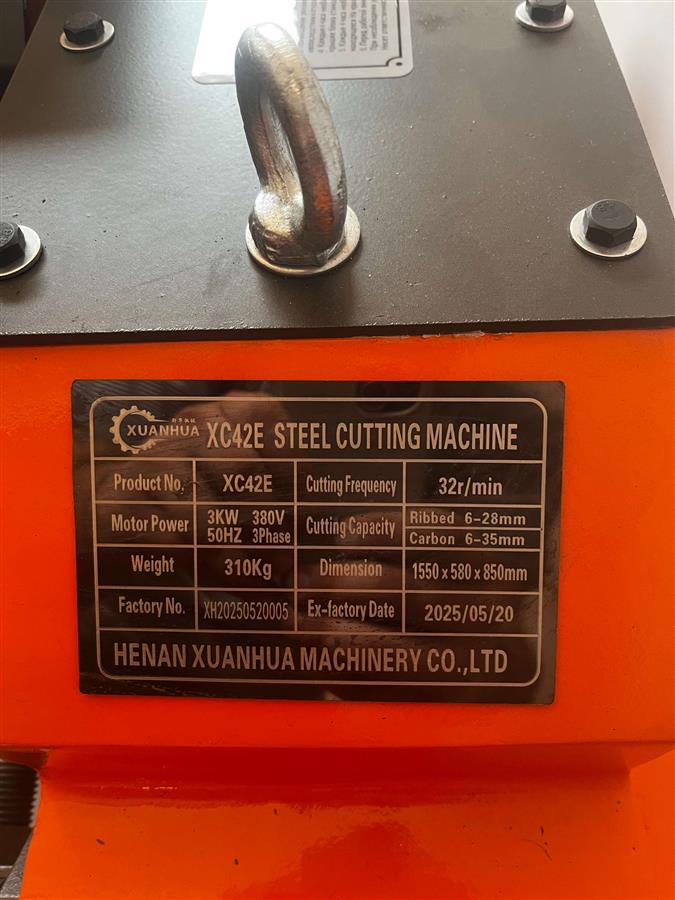 XUANHUA
XC42E STEEL CUTTING MACHINE
Product No. XC42E Cutting Frequency 32r/min
Motor Power 3KW 380V 50HZ 3Phase Cutting Capacity Ribbed 6-28mm Carbon 6-35mm
Weight 310Kg Dimension 1550 x 580 x 850mm
Factory No. XH20250520005 Ex-factory Date 2025/05/20
HENAN XUANHUA MACHINERY CO.,LTD